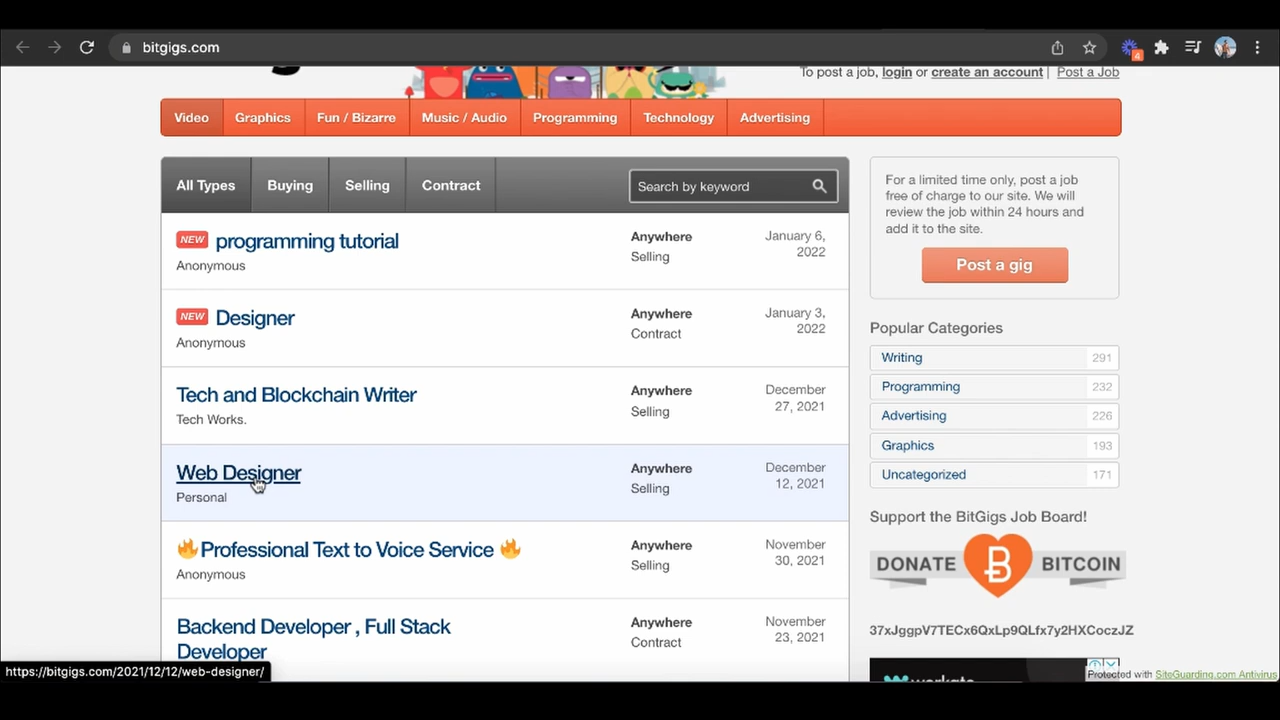 bitgigs.com
4
To post a job, login or create an account | Post a Job
Video Graphics Fun / Bizarre Music / Audio Programming Technology Advertising
All Types Buying Selling Contract Search by keyword
NEW programming tutorial
Anonymous
Anywhere
Selling
January 6,
2022
NEW Designer
Anonymous
Anywhere
Contract
January 3,
2022
Tech and Blockchain Writer
Tech Works.
Anywhere
Selling
December
27, 2021
Web Designer
Personal
Anywhere
Selling
December
12, 2021
🔥Professional Text to Voice Service 🔥
Anonymous
Anywhere
Selling
November
30, 2021
Backend Developer , Full Stack
Developer
Anywhere
Contract
November
23, 2021
For a limited time only, post a job
free of charge to our site. We will
review the job within 24 hours and
add it to the site.
Post a gig
Popular Categories
Writing 291
Programming 232
Advertising 226
Graphics 193
Uncategorized 171
Support the BitGigs Job Board!
DONATE B BITCOIN
37xJggpV7TECx6QxLp9QLfx7y2HXCoczJZ
Protected with SiteGuarding.com Antivirus
https://bitgigs.com/2021/12/12/web-designer/